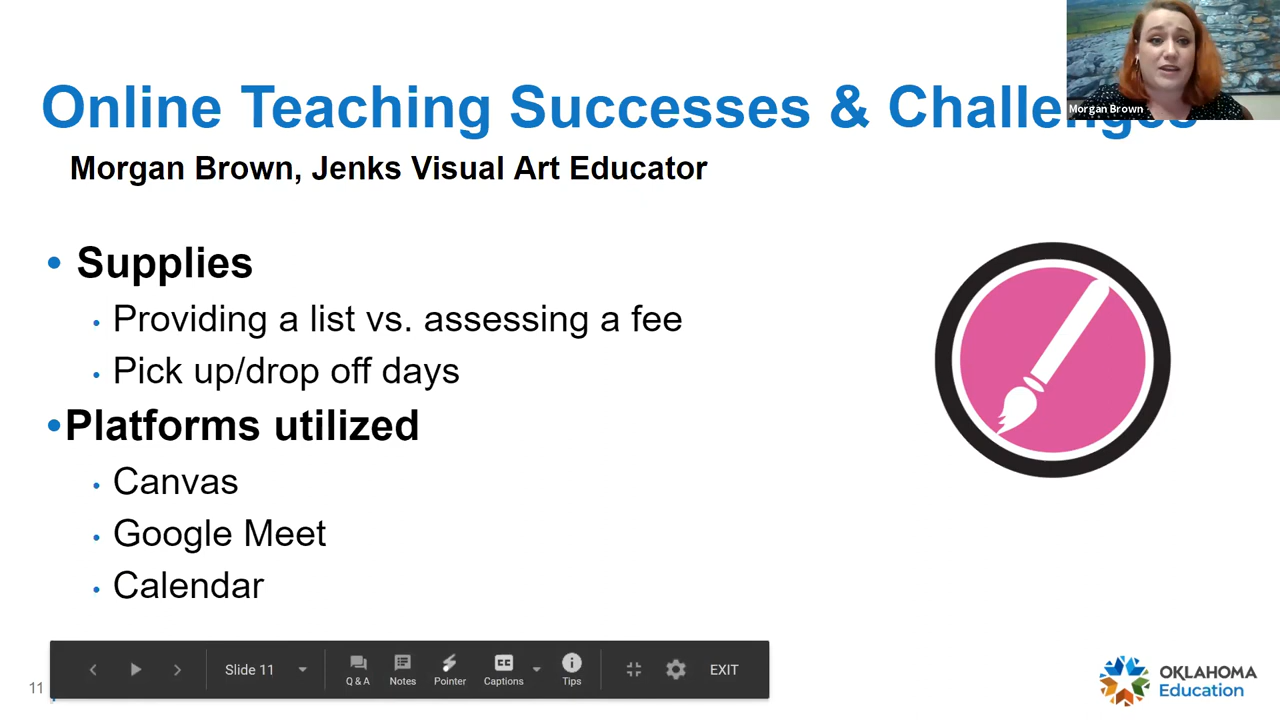 Online Teaching Successes & Challenges
Morgan Brown
Morgan Brown, Jenks Visual Art Educator
• Supplies
• Providing a list vs. assessing a fee
• Pick up/drop off days
•Platforms utilized
• Canvas
• Google Meet
• Calendar
Slide 11
Q & A
Notes
Pointer
CC
Captions
Tips
EXIT
11
OKLAHOMA
Education